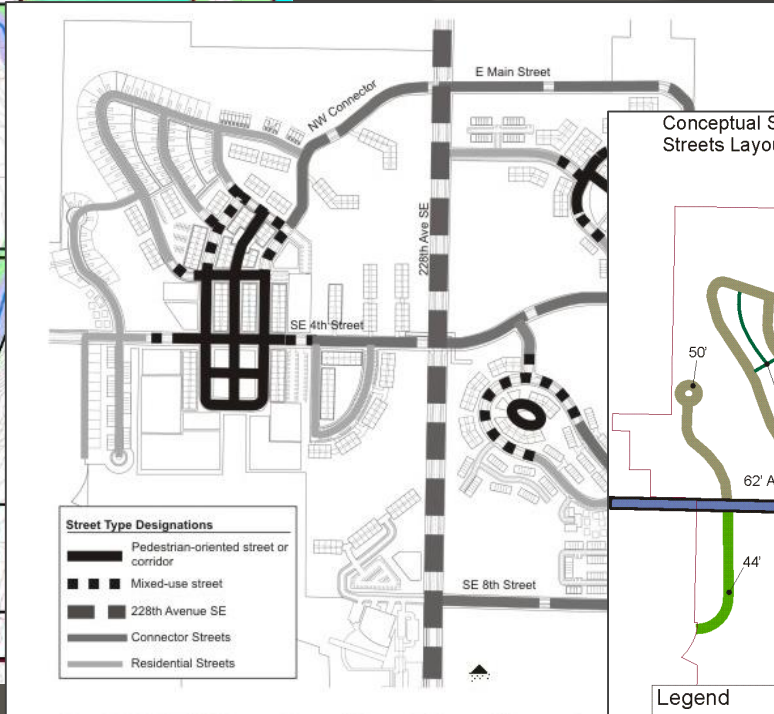 E Main Street
NW Connector
Conceptual S
Streets Layou
228th Ave SE
SE 4th Street
50'
62' A
Street Type Designations
Pedestrian-oriented street or
corridor
Mixed-use street
228th Avenue SE
Connector Streets
Residential Streets
SE 8th Street
44'
Legend